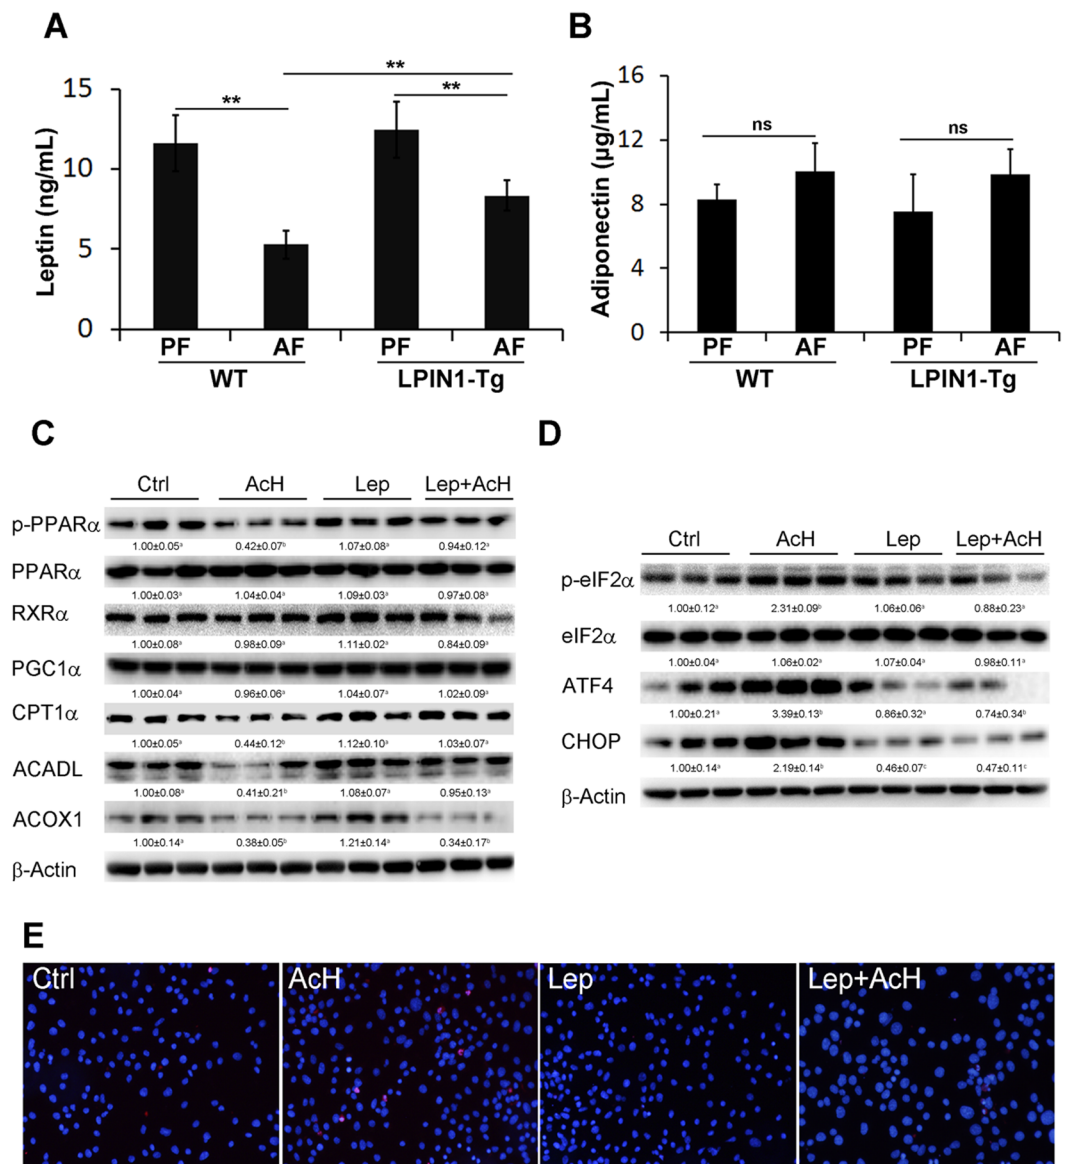 A
**
**
**
15
10
5
0
Leptin (ng/mL)
PF AF PF AF
WT LPIN1-Tg
B
ns
ns
16
12
8
4
0
Adiponectin (µg/mL)
PF AF PF AF
WT LPIN1-Tg
C
Ctrl AcH Lep Lep+AcH
p-PPARα
1.00±0.05ᵃ 0.42±0.07ᵇ 1.07±0.08ᵃ 0.94±0.12ᵃ
PPARα
1.00±0.03ᵃ 1.04±0.04ᵃ 1.09±0.03ᵃ 0.97±0.08ᵃ
RXRα
1.00±0.08ᵃ 0.98±0.09ᵃ 1.11±0.02ᵃ 0.84±0.09ᵃ
PGC1α
1.00±0.04ᵃ 0.96±0.06ᵃ 1.04±0.07ᵃ 1.02±0.09ᵃ
CPT1α
1.00±0.05ᵃ 0.44±0.12ᵇ 1.12±0.10ᵃ 1.03±0.07ᵃ
ACADL
1.00±0.08ᵃ 0.41±0.21ᵇ 1.08±0.07ᵃ 0.95±0.13ᵃ
ACOX1
1.00±0.14ᵃ 0.38±0.05ᵇ 1.21±0.14ᵃ 0.34±0.17ᵇ
β-Actin
D
Ctrl AcH Lep Lep+AcH
p-eIF2α
1.00±0.12ᵃ 2.31±0.09ᵇ 1.06±0.06ᵃ 0.88±0.23ᵃ
eIF2α
1.00±0.04ᵃ 1.06±0.02ᵃ 1.07±0.04ᵃ 0.98±0.11ᵃ
ATF4
1.00±0.21ᵃ 3.39±0.13ᵇ 0.86±0.32ᵃ 0.74±0.34ᵇ
CHOP
1.00±0.14ᵃ 2.19±0.14ᵇ 0.46±0.07ᶜ 0.47±0.11ᶜ
β-Actin
E
Ctrl AcH Lep Lep+AcH